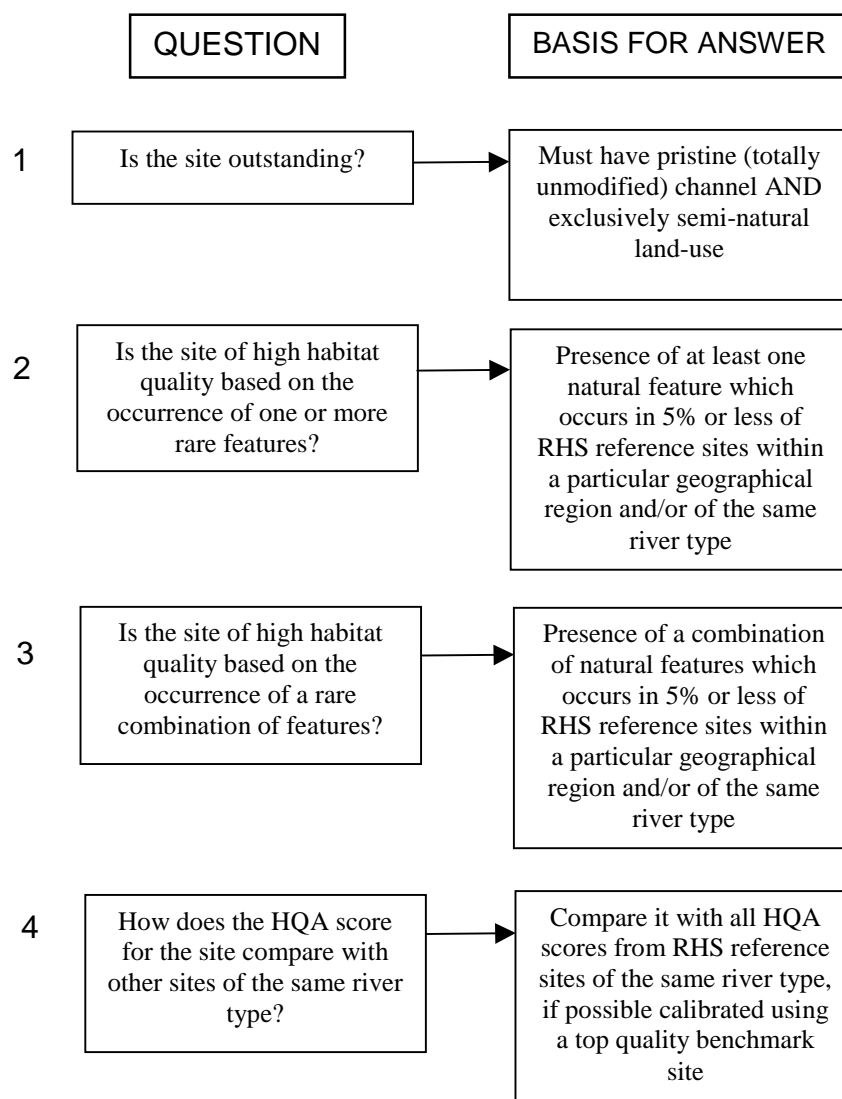 QUESTION
BASIS FOR ANSWER
1
Is the site outstanding?
Must have pristine (totally
unmodified) channel AND
exclusively semi-natural
land-use
2
Is the site of high habitat
quality based on the
occurrence of one or more
rare features?
Presence of at least one
natural feature which
occurs in 5% or less of
RHS reference sites within
a particular geographical
region and/or of the same
river type
3
Is the site of high habitat
quality based on the
occurrence of a rare
combination of features?
Presence of a combination
of natural features which
occurs in 5% or less of
RHS reference sites within
a particular geographical
region and/or of the same
river type
4
How does the HQA score
for the site compare with
other sites of the same river
type?
Compare it with all HQA
scores from RHS reference
sites of the same river type,
if possible calibrated using
a top quality benchmark
site